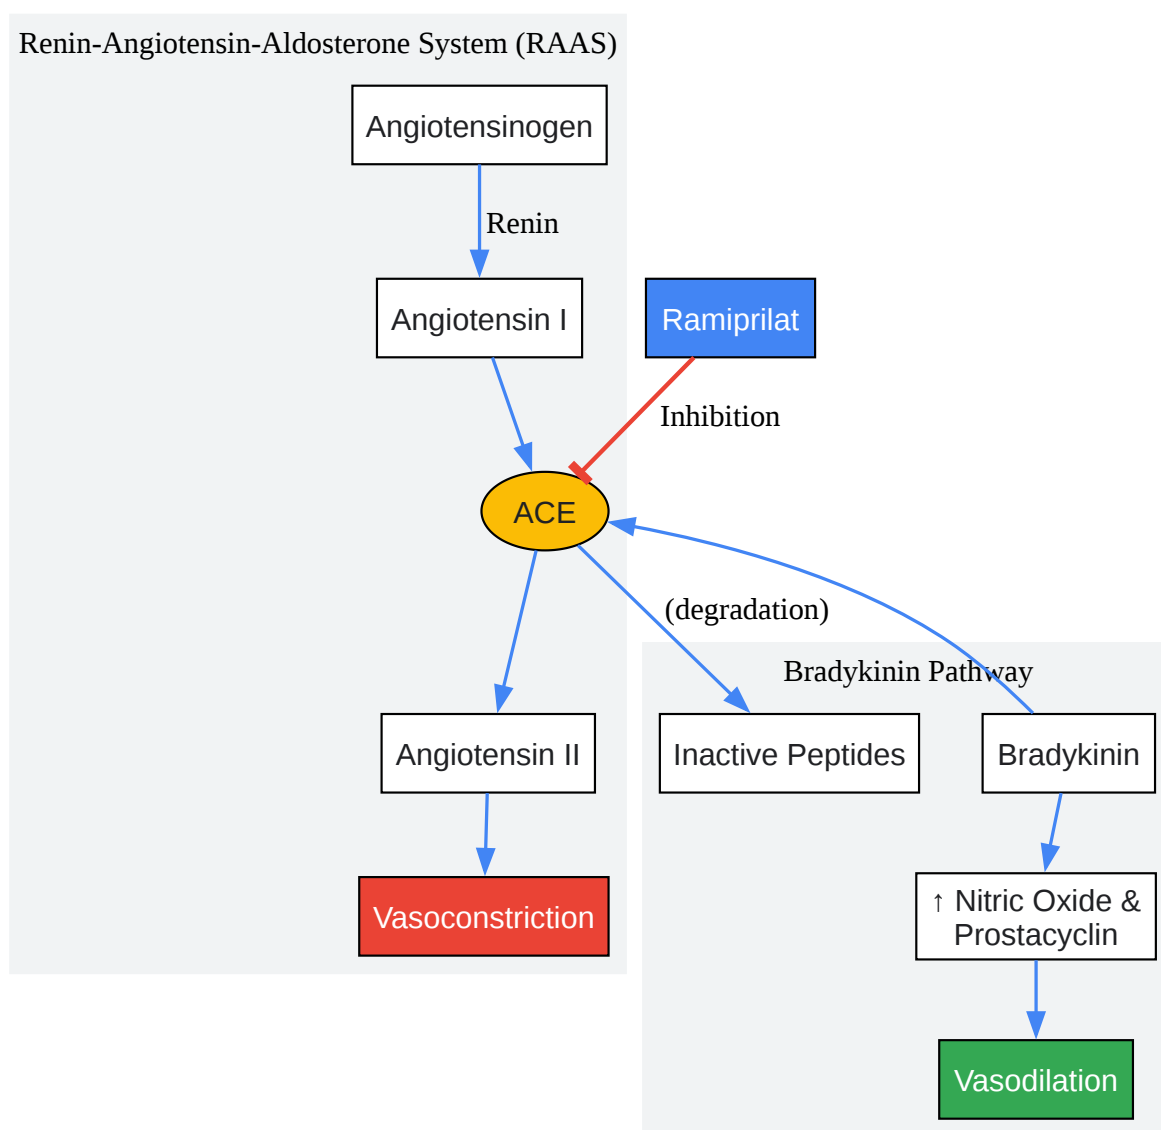 Renin-Angiotensin-Aldosterone System (RAAS)
Angiotensinogen
Renin
Angiotensin I
Ramiprilat
Inhibition
ACE
(degradation)
Bradykinin Pathway
Angiotensin II
Inactive Peptides
Bradykinin
Vasoconstriction
↑ Nitric Oxide &
Prostacyclin
Vasodilation